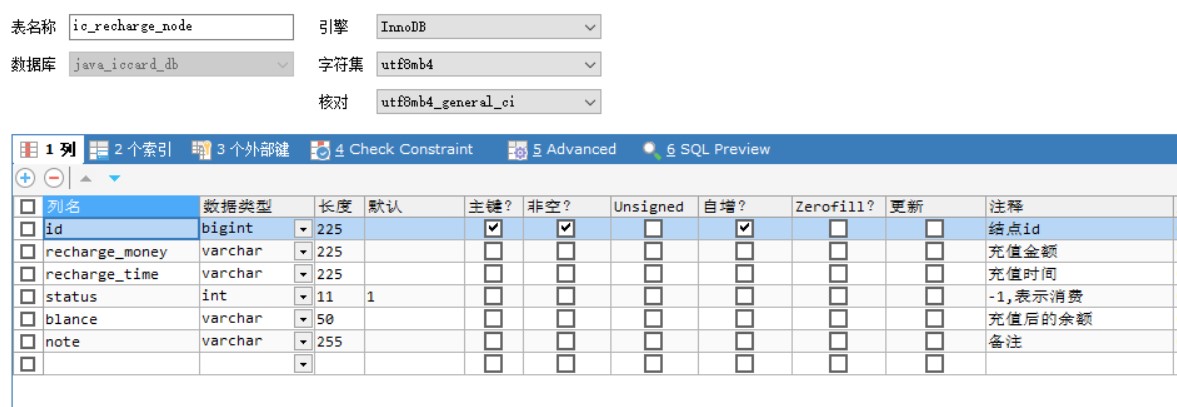 表名称 ic_recharge_node 引擎 InnoDB
数据库 java_iccard_db 字符集 utf8mb4
核对 utf8mb4_general_ci
1 列 2 个索引 3 个外部键 4 Check Constraint 5 Advanced 6 SQL Preview
列名 数据类型 长度 默认 主键? 非空? Unsigned 自增? Zerofill? 更新 注释
id bigint 225 结点id
recharge_money varchar 225 充值金额
recharge_time varchar 225 充值时间
status int 11 1 -1,表示消费
blance varchar 50 充值后的余额
note varchar 255 备注